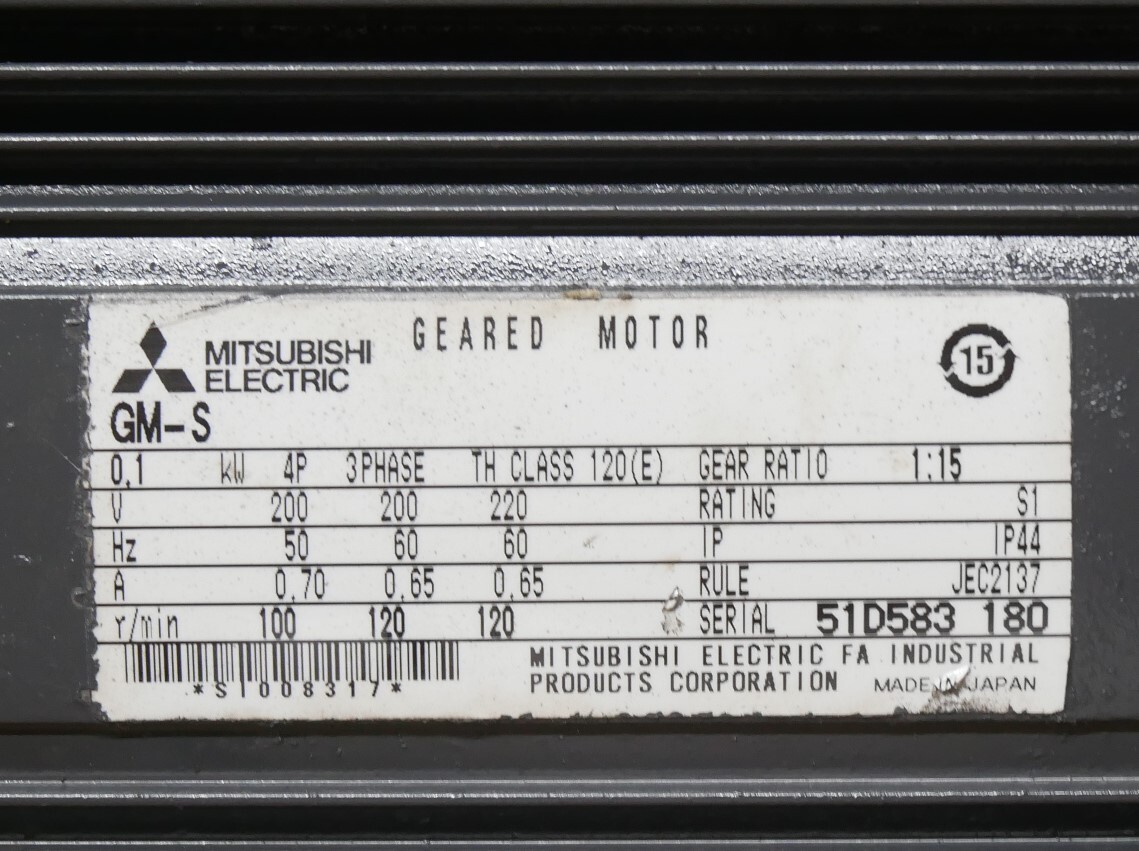 GEARED MOTOR
MITSUBISHI
ELECTRIC
15
GM-S
0.1 kW 4P 3PHASE TH CLASS 120(E) GEAR RATIO 1:15
V 200 200 220 RATING S1
Hz 50 60 60 IP IP44
A 0.70 0.65 0.65 RULE JEC2137
r/min 100 120 120 SERIAL 51D583 180
*S1008317*
MITSUBISHI ELECTRIC FA INDUSTRIAL
PRODUCTS CORPORATION MADE IN JAPAN